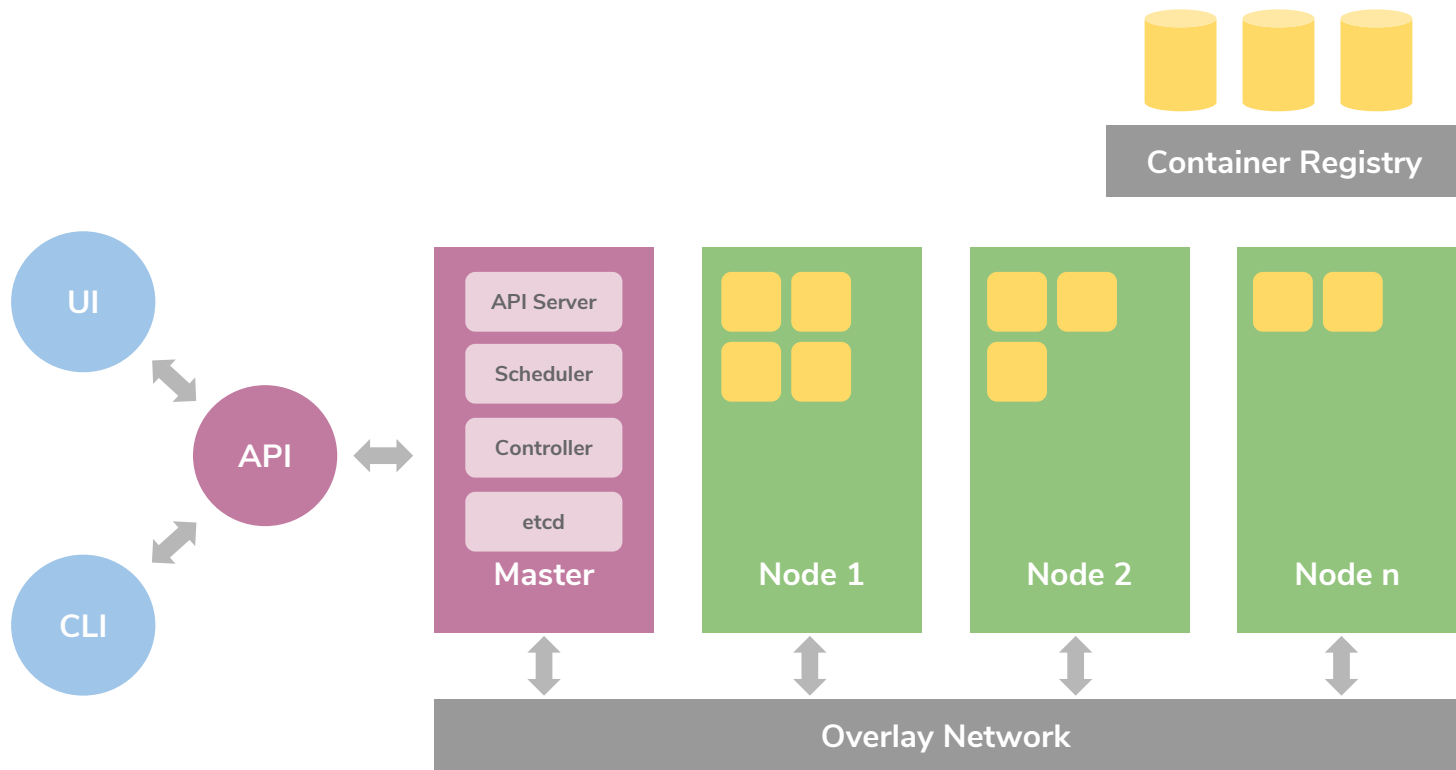 Container Registry
UI
API
CLI
API Server
Scheduler
Controller
etcd
Master
Node 1
Node 2
Node n
Overlay Network